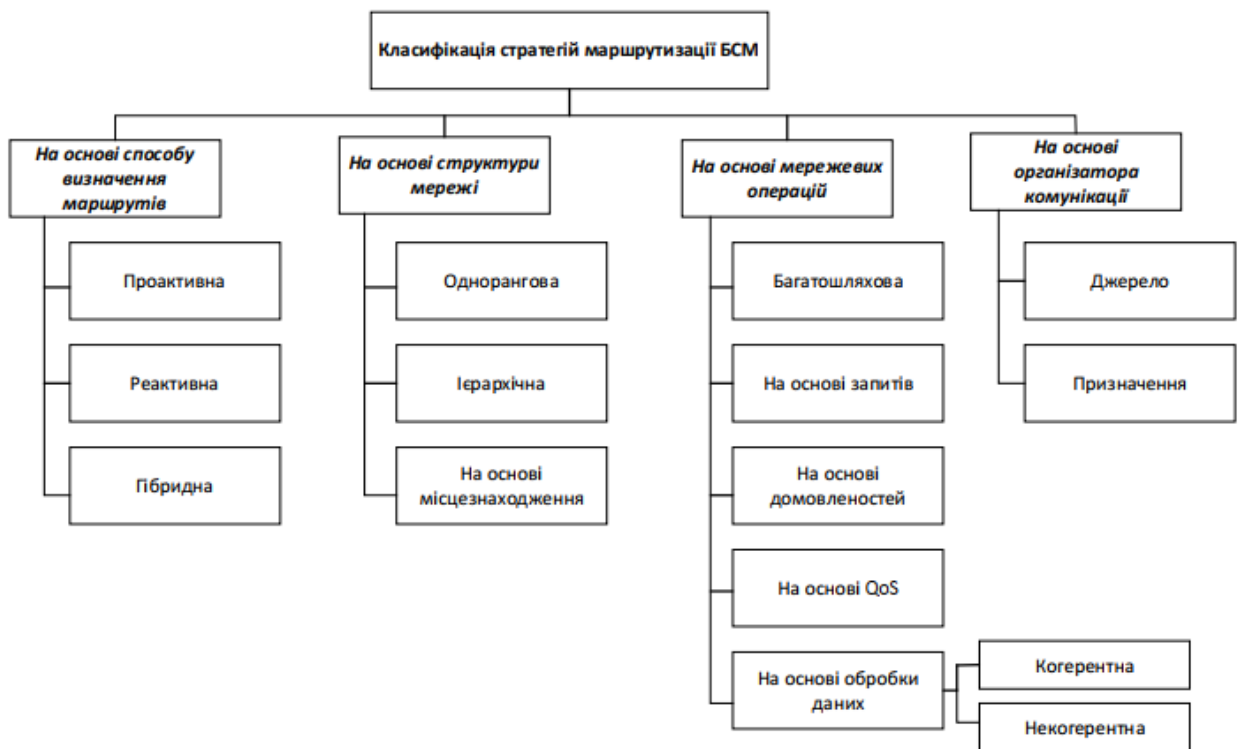 Класифікація стратегій маршрутизації БСМ
На основі способу
визначення
маршрутів
Проактивна
Реактивна
Гібридна
На основі структури
мережі
Однорангова
Ієрархічна
На основі
місцезнаходження
На основі мережевих
операцій
Багатошляхова
На основі запитів
На основі
домовленостей
На основі QoS
На основі обробки
даних
Когерентна
Некогерентна
На основі
організатора
комунікації
Джерело
Призначення